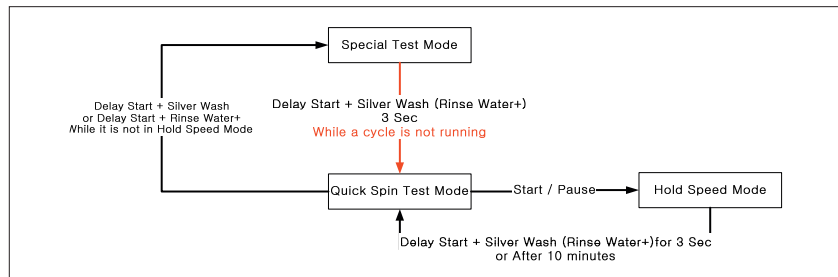 Special Test Mode
Delay Start + Silver Wash
or Delay Start + Rinse Water+
While it is not in Hold Speed Mode
Delay Start + Silver Wash (Rinse Water+)
3 Sec
While a cycle is not running
Quick Spin Test Mode
Start / Pause
Hold Speed Mode
Delay Start + Silver Wash (Rinse Water+)for 3 Sec
or After 10 minutes